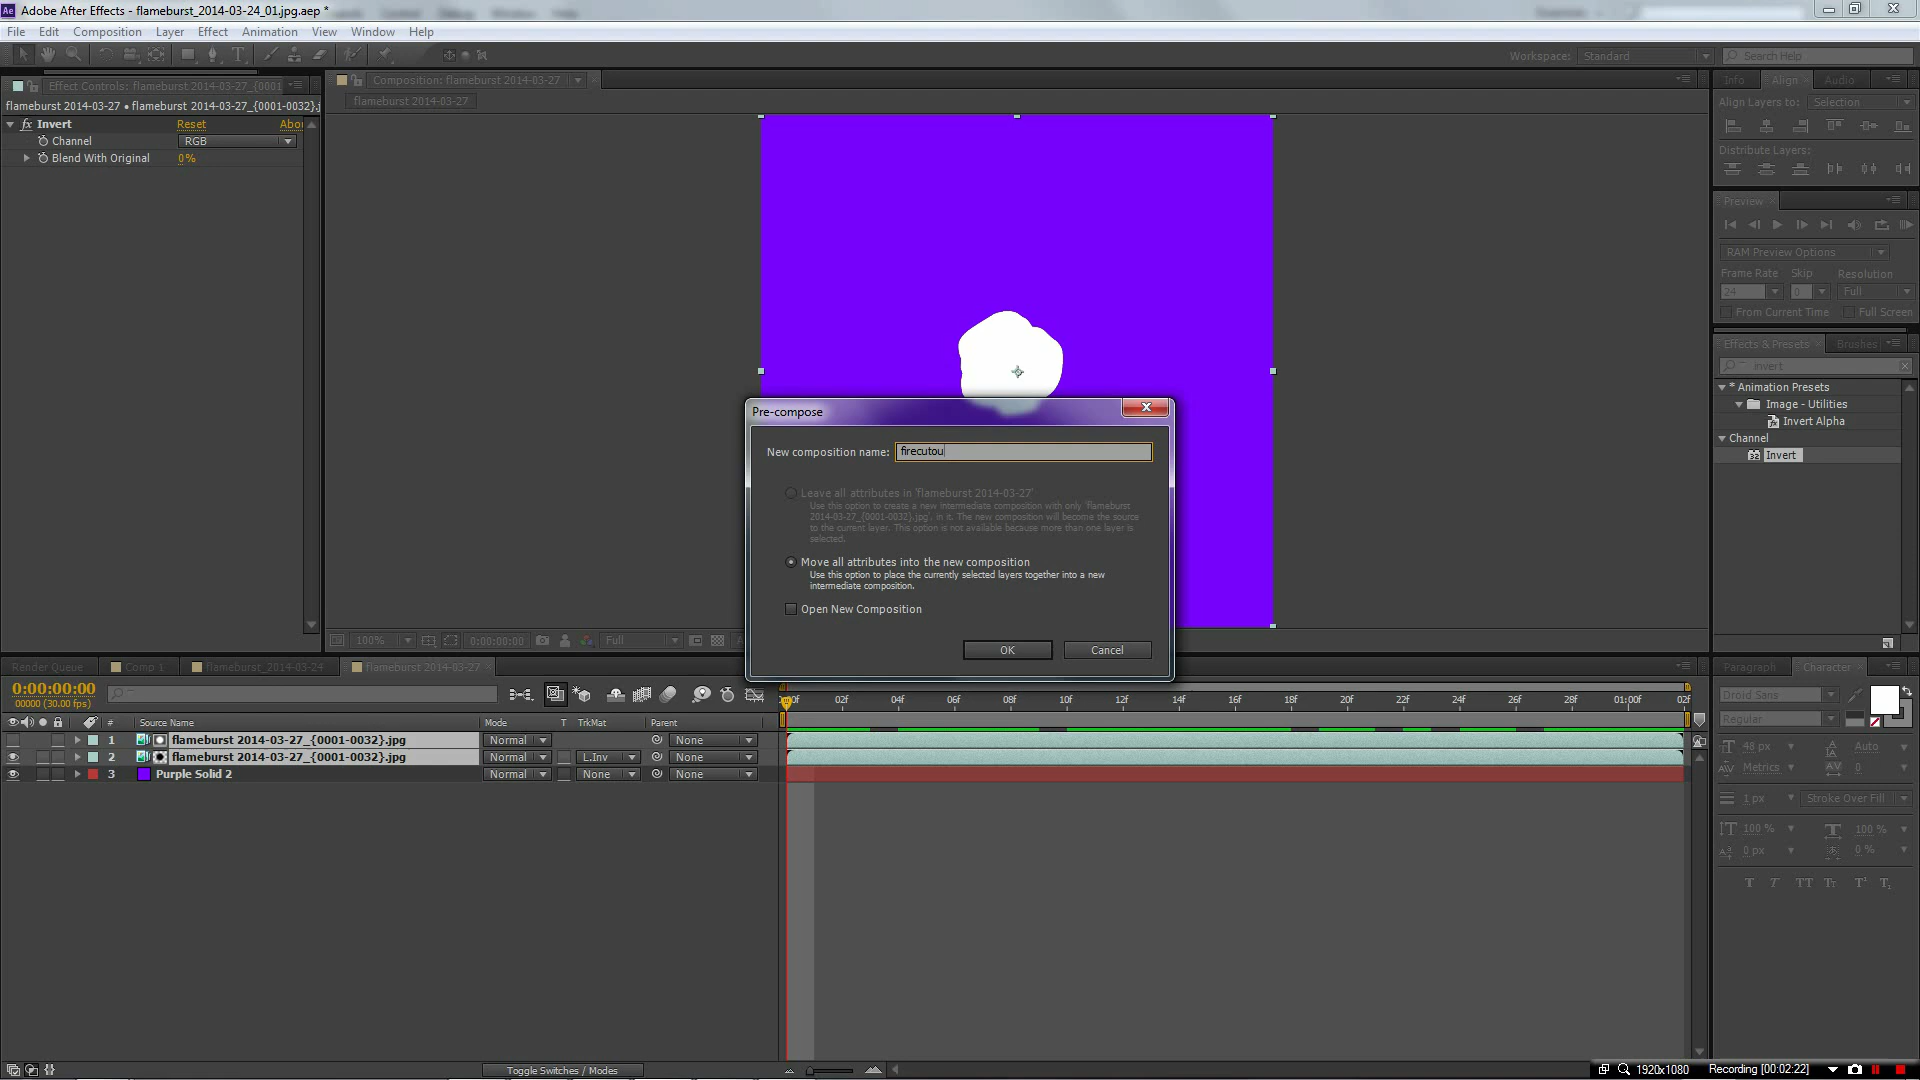 Adobe After Effects - flameburst_2014-03-24_01.jpg.aep *
File Edit Composition Layer Effect Animation View Window Help
Workspace: Standard Search Help
Effect Controls: flameburst 2014-03-27_{0001
flameburst 2014-03-27 • flameburst 2014-03-27_{0001-0032}.j
fx Invert Reset Abou
Channel RGB
Blend With Original 0%
Composition: flameburst 2014-03-27
flameburst 2014-03-27
Pre-compose
New composition name: firecutou
Leave all attributes in 'flameburst 2014-03-27'
Use this option to create a new intermediate composition with only 'flameburst
2014-03-27_{0001-0032}.jpg' in it. The new composition will become the source
to the current layer. This option is not available because more than one layer is
selected.
Move all attributes into the new composition
Use this option to place the currently selected layers together into a new
intermediate composition.
Open New Composition
OK Cancel
100% 0:00:00:00 Full
Info Align Audio
Align Layers to: Selection
Distribute Layers:
Preview
RAM Preview Options
Frame Rate Skip Resolution
24 0 Full
From Current Time Full Screen
Effects & Presets Brushes
invert
* Animation Presets
Image - Utilities
Invert Alpha
Channel
32 Invert
Render Queue Comp 1 flameburst_2014-03-24 flameburst 2014-03-27
0:00:00:00
00000 (30.00 fps)
# Source Name Mode T TrkMat Parent
1 flameburst 2014-03-27_{0001-0032}.jpg Normal None
2 flameburst 2014-03-27_{0001-0032}.jpg Normal L.Inv None
3 Purple Solid 2 Normal None None
00f 02f 04f 06f 08f 10f 12f 14f 16f 18f 20f 22f 24f 26f 28f 01:00f 02f
Toggle Switches / Modes
Paragraph Character
Droid Sans
Regular
48 px Auto
Metrics 0
1 px Stroke Over Fill
100 % 100 %
0 px 0 %
T T TT Tт T¹ T₁
1920x1080 Recording [00:02:22]